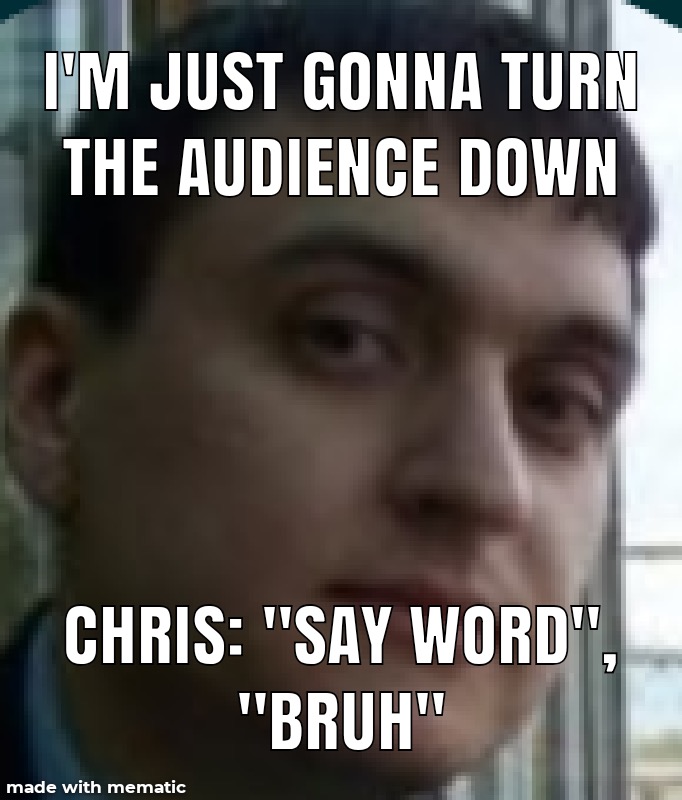 I'M JUST GONNA TURN
THE AUDIENCE DOWN
CHRIS: "SAY WORD",
"BRUH"
made with mematic